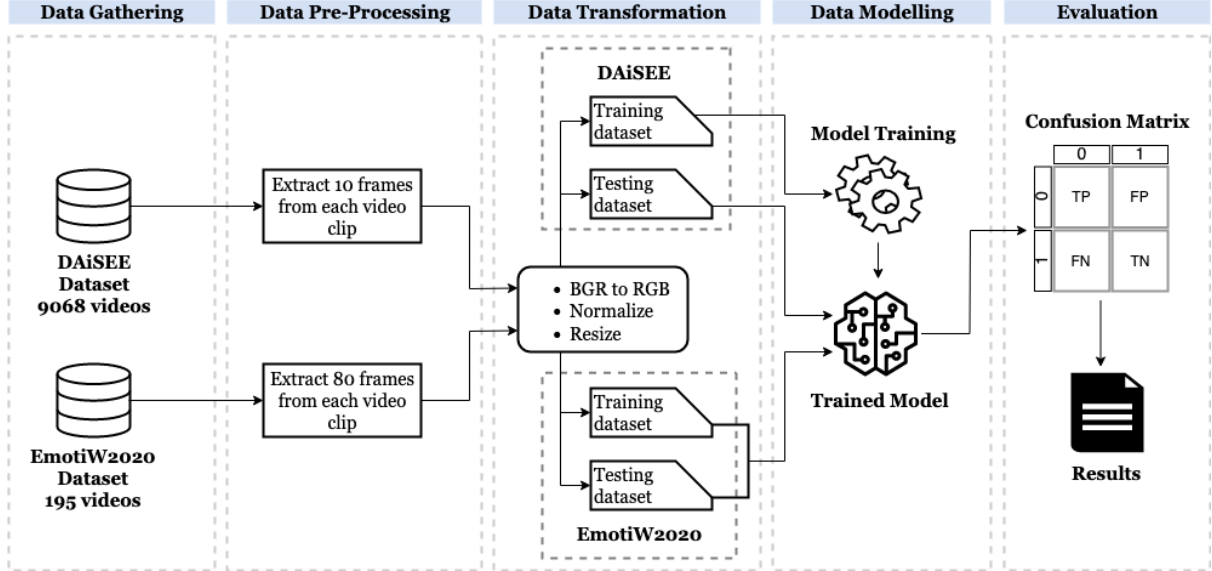 Data Gathering
Data Pre-Processing
Data Transformation
Data Modelling
Evaluation
DAiSEE
Dataset
9068 videos
EmotiW2020
Dataset
195 videos
Extract 10 frames
from each video
clip
Extract 80 frames
from each video
clip
DAiSEE
Training
dataset
Testing
dataset
• BGR to RGB
• Normalize
• Resize
Training
dataset
Testing
dataset
EmotiW2020
Model Training
Trained Model
Confusion Matrix
0 1
0 TP FP
1 FN TN
Results